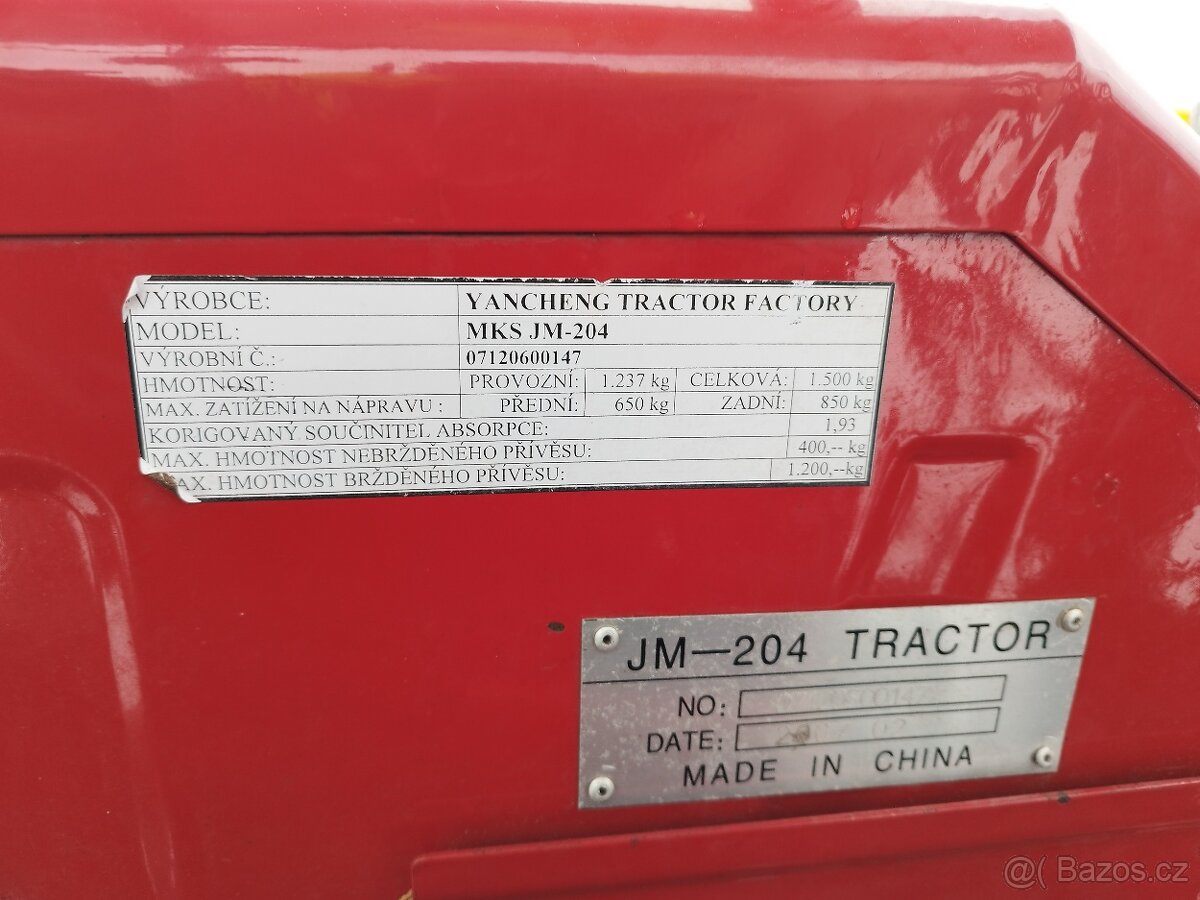 VÝROBCE: YANCHENG TRACTOR FACTORY
MODEL: MKS JM-204
VÝROBNÍ Č.: 07120600147
HMOTNOST: PROVOZNÍ: 1.237 kg CELKOVÁ: 1.500 kg
MAX. ZATÍŽENÍ NA NÁPRAVU : PŘEDNÍ: 650 kg ZADNÍ: 850 kg
KORIGOVANÝ SOUČINITEL ABSORPCE: 1,93
MAX. HMOTNOST NEBRŽDĚNÉHO PŘÍVĚSU: 400,-- kg
AX. HMOTNOST BRŽDĚNÉHO PŘÍVĚSU: 1.200,--kg
JM—204 TRACTOR
NO:
DATE:
MADE IN CHINA
@( Bazos.cz